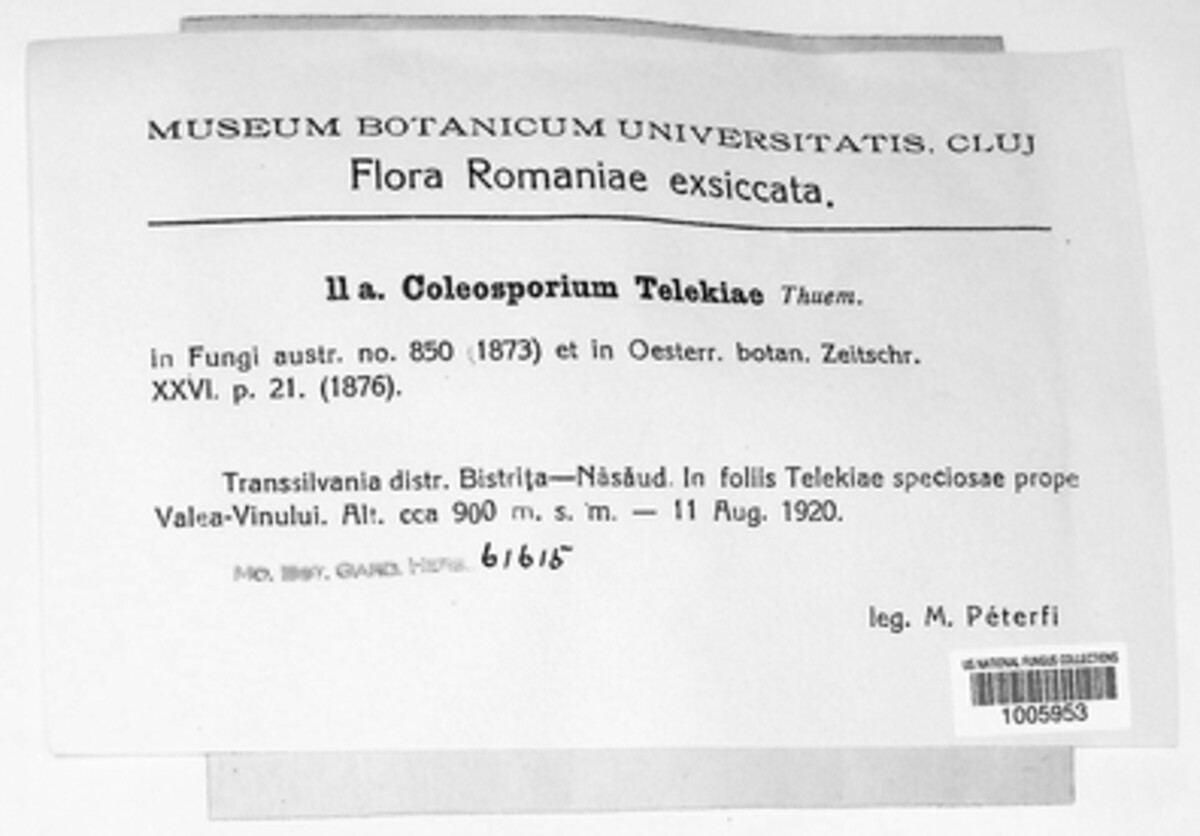 MUSEUM BOTANICUM UNIVERSITATIS. CLUJ
Flora Romaniae exsiccata.
11 a. Coleosporium Telekiae Thuem.
in Fungi austr. no. 850 (1873) et in Oesterr. botan. Zeitschr.
XXVI. p. 21. (1876).
Transsilvania distr. Bistrița—Năsăud. In foliis Telekiae speciosae prope
Valea-Vinului. Alt. cca 900 m. s. m. — 11 Aug. 1920.
MO. BOT. GARD. HERB. 61615
leg. M. Péterfi
US NATIONAL FUNGUS COLLECTIONS
1005953